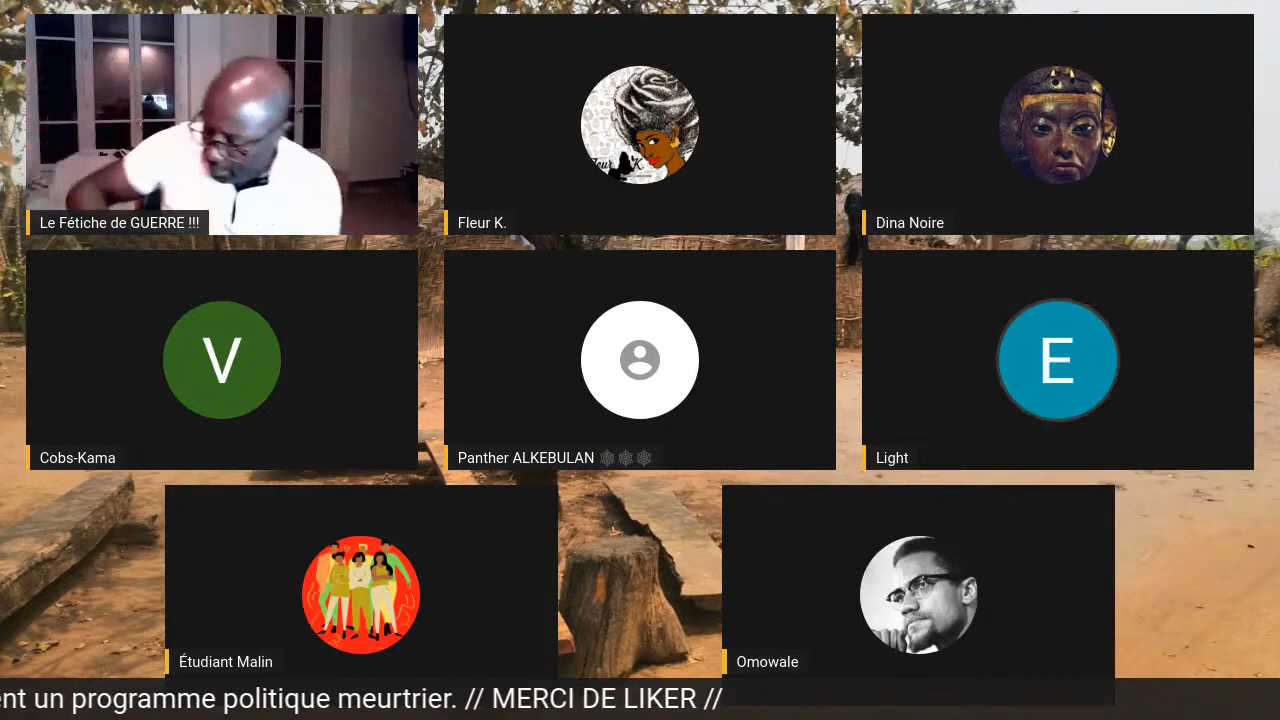 Le Fétiche de GUERRE !!!
Fleur K.
Dina Noire
V
Cobs-Kama
Panther ALKEBULAN 🕸🕸🕸
E
Light
Étudiant Malin
Omowale
ent un programme politique meurtrier. // MERCI DE LIKER //